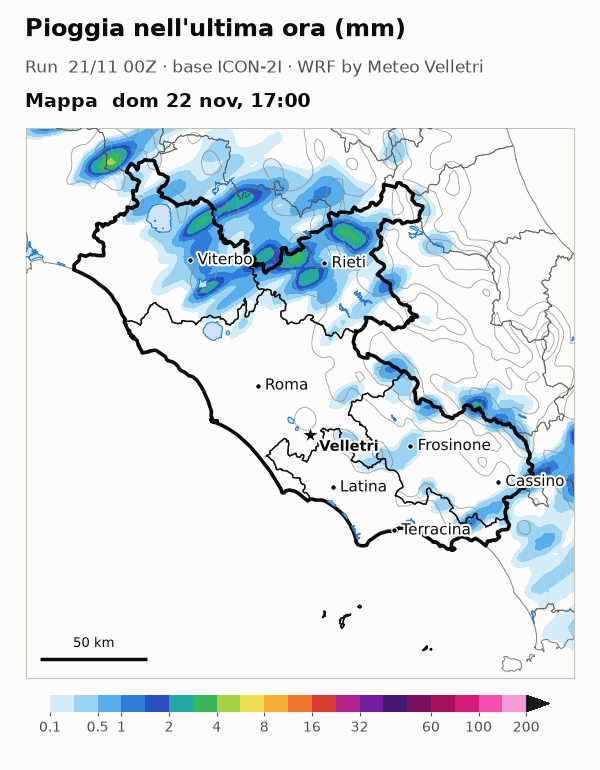 Pioggia nell'ultima ora (mm)
Run  21/11 00Z · base ICON-2I · WRF by Meteo Velletri
Mappa  dom 22 nov, 17:00
Viterbo
Rieti
Roma
Velletri
Frosinone
Latina
Cassino
Terracina
50 km
0.1 0.5 1 2 4 8 16 32 60 100 200